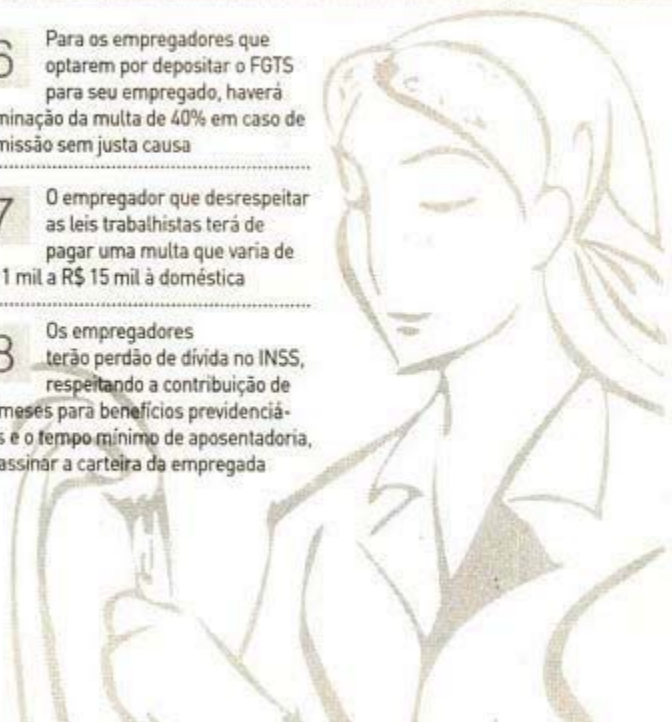 6
Para os empregadores que
optarem por depositar o FGTS
para seu empregado, haverá
minação da multa de 40% em caso de
missão sem justa causa
7
O empregador que desrespeitar
as leis trabalhistas terá de
pagar uma multa que varia de
1 mil a R$ 15 mil à doméstica
8
Os empregadores
terão perdão de dívida no INSS,
respeitando a contribuição de
meses para benefícios previdenciá-
s e o tempo mínimo de aposentadoria,
assinar a carteira da empregada